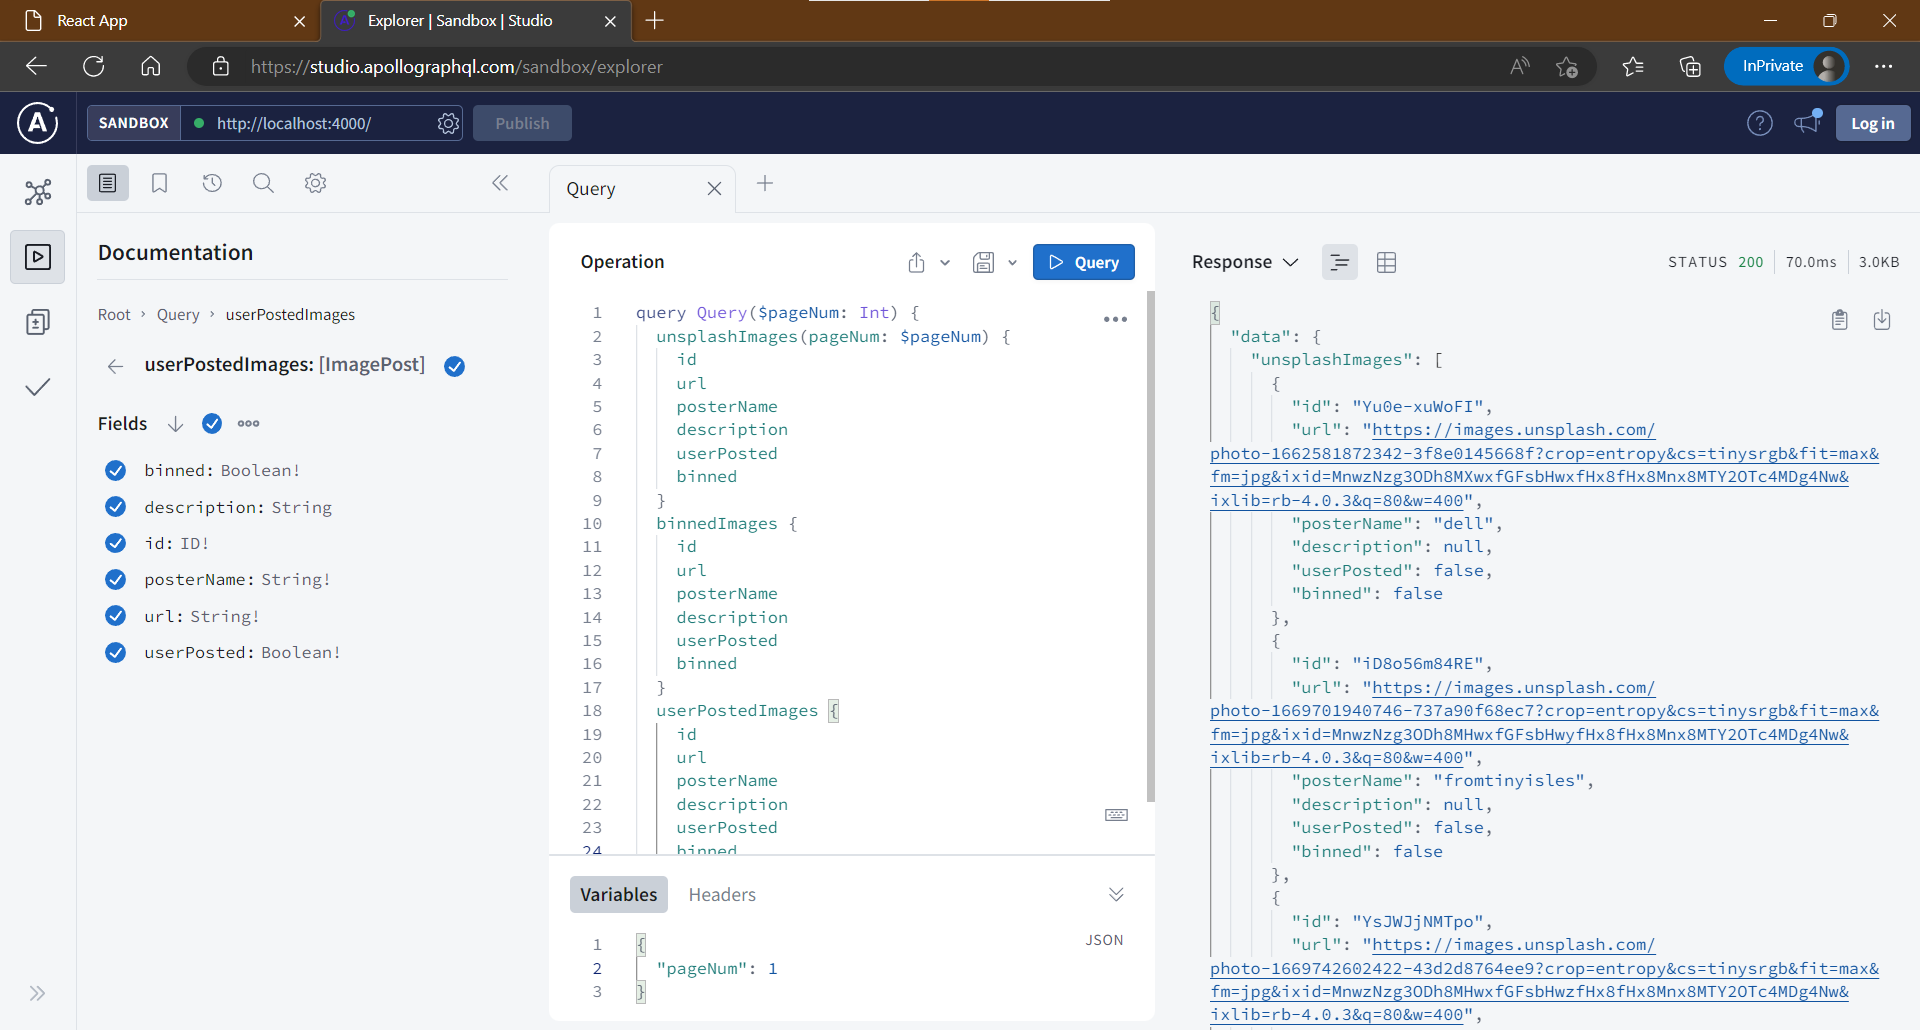 React App
Explorer | Sandbox | Studio
https://studio.apollographql.com/sandbox/explorer
InPrivate
SANDBOX
http://localhost:4000/
Publish
Log in
Documentation
Root › Query › userPostedImages
userPostedImages: [ImagePost]
Fields
binned: Boolean!
description: String
id: ID!
posterName: String!
url: String!
userPosted: Boolean!
Query
Operation
Query
1 query Query($pageNum: Int) {
2 unsplashImages(pageNum: $pageNum) {
3 id
4 url
5 posterName
6 description
7 userPosted
8 binned
9 }
10 binnedImages {
11 id
12 url
13 posterName
14 description
15 userPosted
16 binned
17 }
18 userPostedImages {
19 id
20 url
21 posterName
22 description
23 userPosted
24 binned
Variables
Headers
JSON
1 {
2 "pageNum": 1
3 }
Response
STATUS 200
70.0ms
3.0KB
{
"data": {
"unsplashImages": [
{
"id": "Yu0e-xuWoFI",
"url": "https://images.unsplash.com/
photo-1662581872342-3f8e0145668f?crop=entropy&cs=tinysrgb&fit=max&
fm=jpg&ixid=MnwzNzg3ODh8MXwxfGFsbHwxfHx8fHx8Mnx8MTY2OTc4MDg4Nw&
ixlib=rb-4.0.3&q=80&w=400",
"posterName": "dell",
"description": null,
"userPosted": false,
"binned": false
},
{
"id": "iD8o56m84RE",
"url": "https://images.unsplash.com/
photo-1669701940746-737a90f68ec7?crop=entropy&cs=tinysrgb&fit=max&
fm=jpg&ixid=MnwzNzg3ODh8MHwxfGFsbHwyfHx8fHx8Mnx8MTY2OTc4MDg4Nw&
ixlib=rb-4.0.3&q=80&w=400",
"posterName": "fromtinyisles",
"description": null,
"userPosted": false,
"binned": false
},
{
"id": "YsJWJjNMTpo",
"url": "https://images.unsplash.com/
photo-1669742602422-43d2d8764ee9?crop=entropy&cs=tinysrgb&fit=max&
fm=jpg&ixid=MnwzNzg3ODh8MHwxfGFsbHwzfHx8fHx8Mnx8MTY2OTc4MDg4Nw&
ixlib=rb-4.0.3&q=80&w=400",